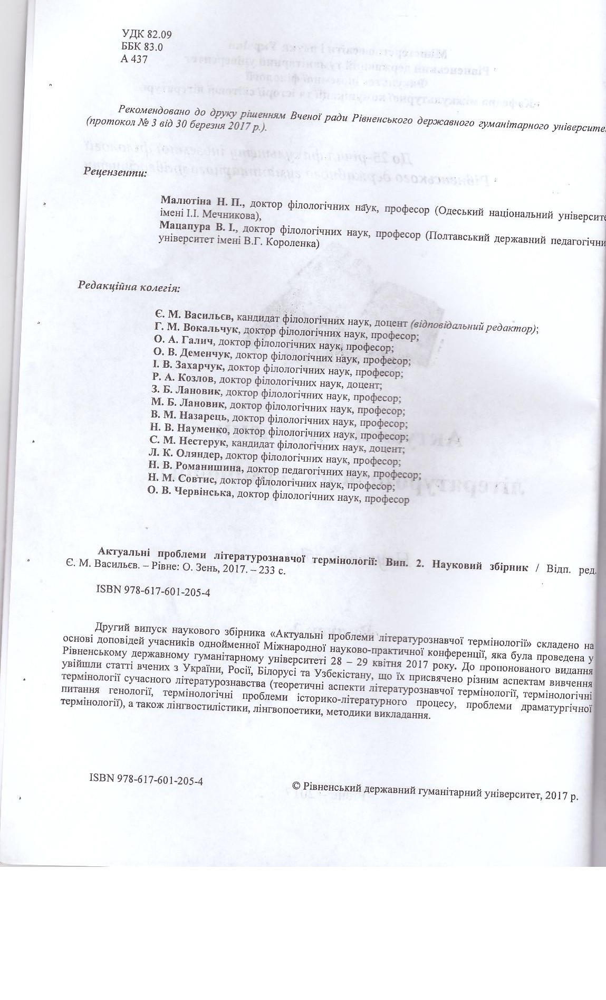 УДК 82.09
ББК 83.0
А 437
Рекомендовано до друку рішенням Вченої ради Рівненського державного гуманітарного університе
(протокол № 3 від 30 березня 2017 р.).
Рецензенти:
Малютіна Н. П., доктор філологічних наук, професор (Одеський національний університе
імені І.І. Мечникова),
Мацапура В. І., доктор філологічних наук, професор (Полтавський державний педагогічни
університет імені В.Г. Короленка)
Редакційна колегія:
Є. М. Васильєв, кандидат філологічних наук, доцент (відповідальний редактор);
Г. М. Вокальчук, доктор філологічних наук, професор;
О. А. Галич, доктор філологічних наук, професор;
О. В. Деменчук, доктор філологічних наук, професор;
І. В. Захарчук, доктор філологічних наук, професор;
Р. А. Козлов, доктор філологічних наук, доцент;
З. Б. Лановик, доктор філологічних наук, професор;
М. Б. Лановик, доктор філологічних наук, професор;
В. М. Назарець, доктор філологічних наук, професор;
Н. В. Науменко, доктор філологічних наук, професор;
С. М. Нестерук, кандидат філологічних наук, доцент;
Л. К. Оляндер, доктор філологічних наук, професор;
Н. В. Романишина, доктор педагогічних наук, професор;
Н. М. Совтис, доктор філологічних наук, професор;
О. В. Червінська, доктор філологічних наук, професор
Актуальні проблеми літературознавчої термінології: Вип. 2. Науковий збірник / Відп. ред.
Є. М. Васильєв. – Рівне: О. Зень, 2017. – 233 с.
ISBN 978-617-601-205-4
Другий випуск наукового збірника «Актуальні проблеми літературознавчої термінології» складено на
основі доповідей учасників однойменної Міжнародної науково-практичної конференції, яка була проведена у
Рівненському державному гуманітарному університеті 28 – 29 квітня 2017 року. До пропонованого видання
увійшли статті вчених з України, Росії, Білорусі та Узбекістану, що їх присвячено різним аспектам вивчення
термінології сучасного літературознавства (теоретичні аспекти літературознавчої термінології, термінологічні
питання генології, термінологічні проблеми історико-літературного процесу, проблеми драматургічної
термінології), а також лінгвостилістики, лінгвопоетики, методики викладання.
ISBN 978-617-601-205-4
© Рівненський державний гуманітарний університет, 2017 р.